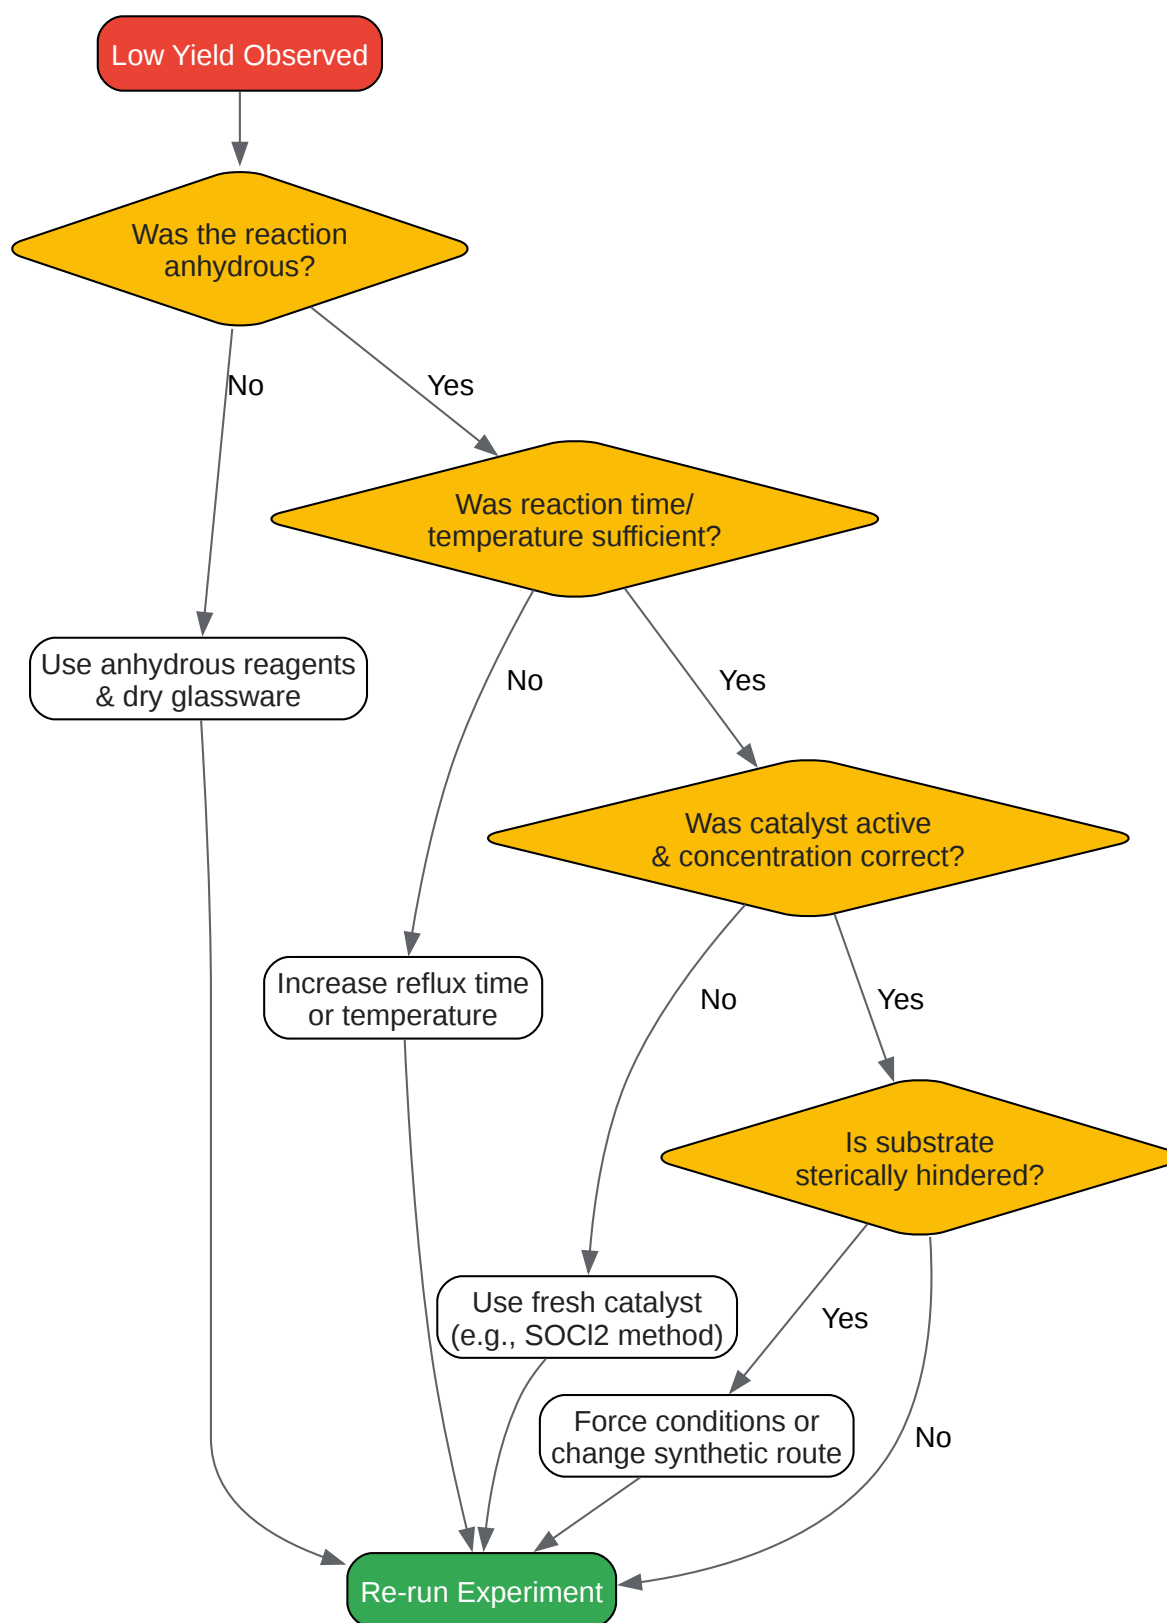 Low Yield Observed
Was the reaction
anhydrous?
No
Yes
Was reaction time/
temperature sufficient?
Use anhydrous reagents
& dry glassware
No
Yes
Was catalyst active
& concentration correct?
Increase reflux time
or temperature
No
Yes
Is substrate
sterically hindered?
Use fresh catalyst
(e.g., SOCl2 method)
Yes
Force conditions or
change synthetic route
No
Re-run Experiment